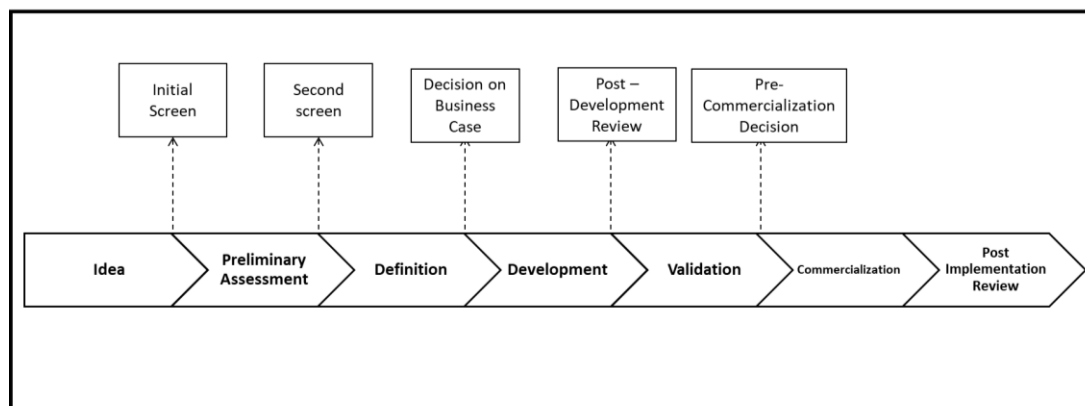 Initial
Screen
Second
screen
Decision on
Business
Case
Post –
Development
Review
Pre-
Commercialization
Decision
Idea
Preliminary
Assessment
Definition
Development
Validation
Commercialization
Post
Implementation
Review